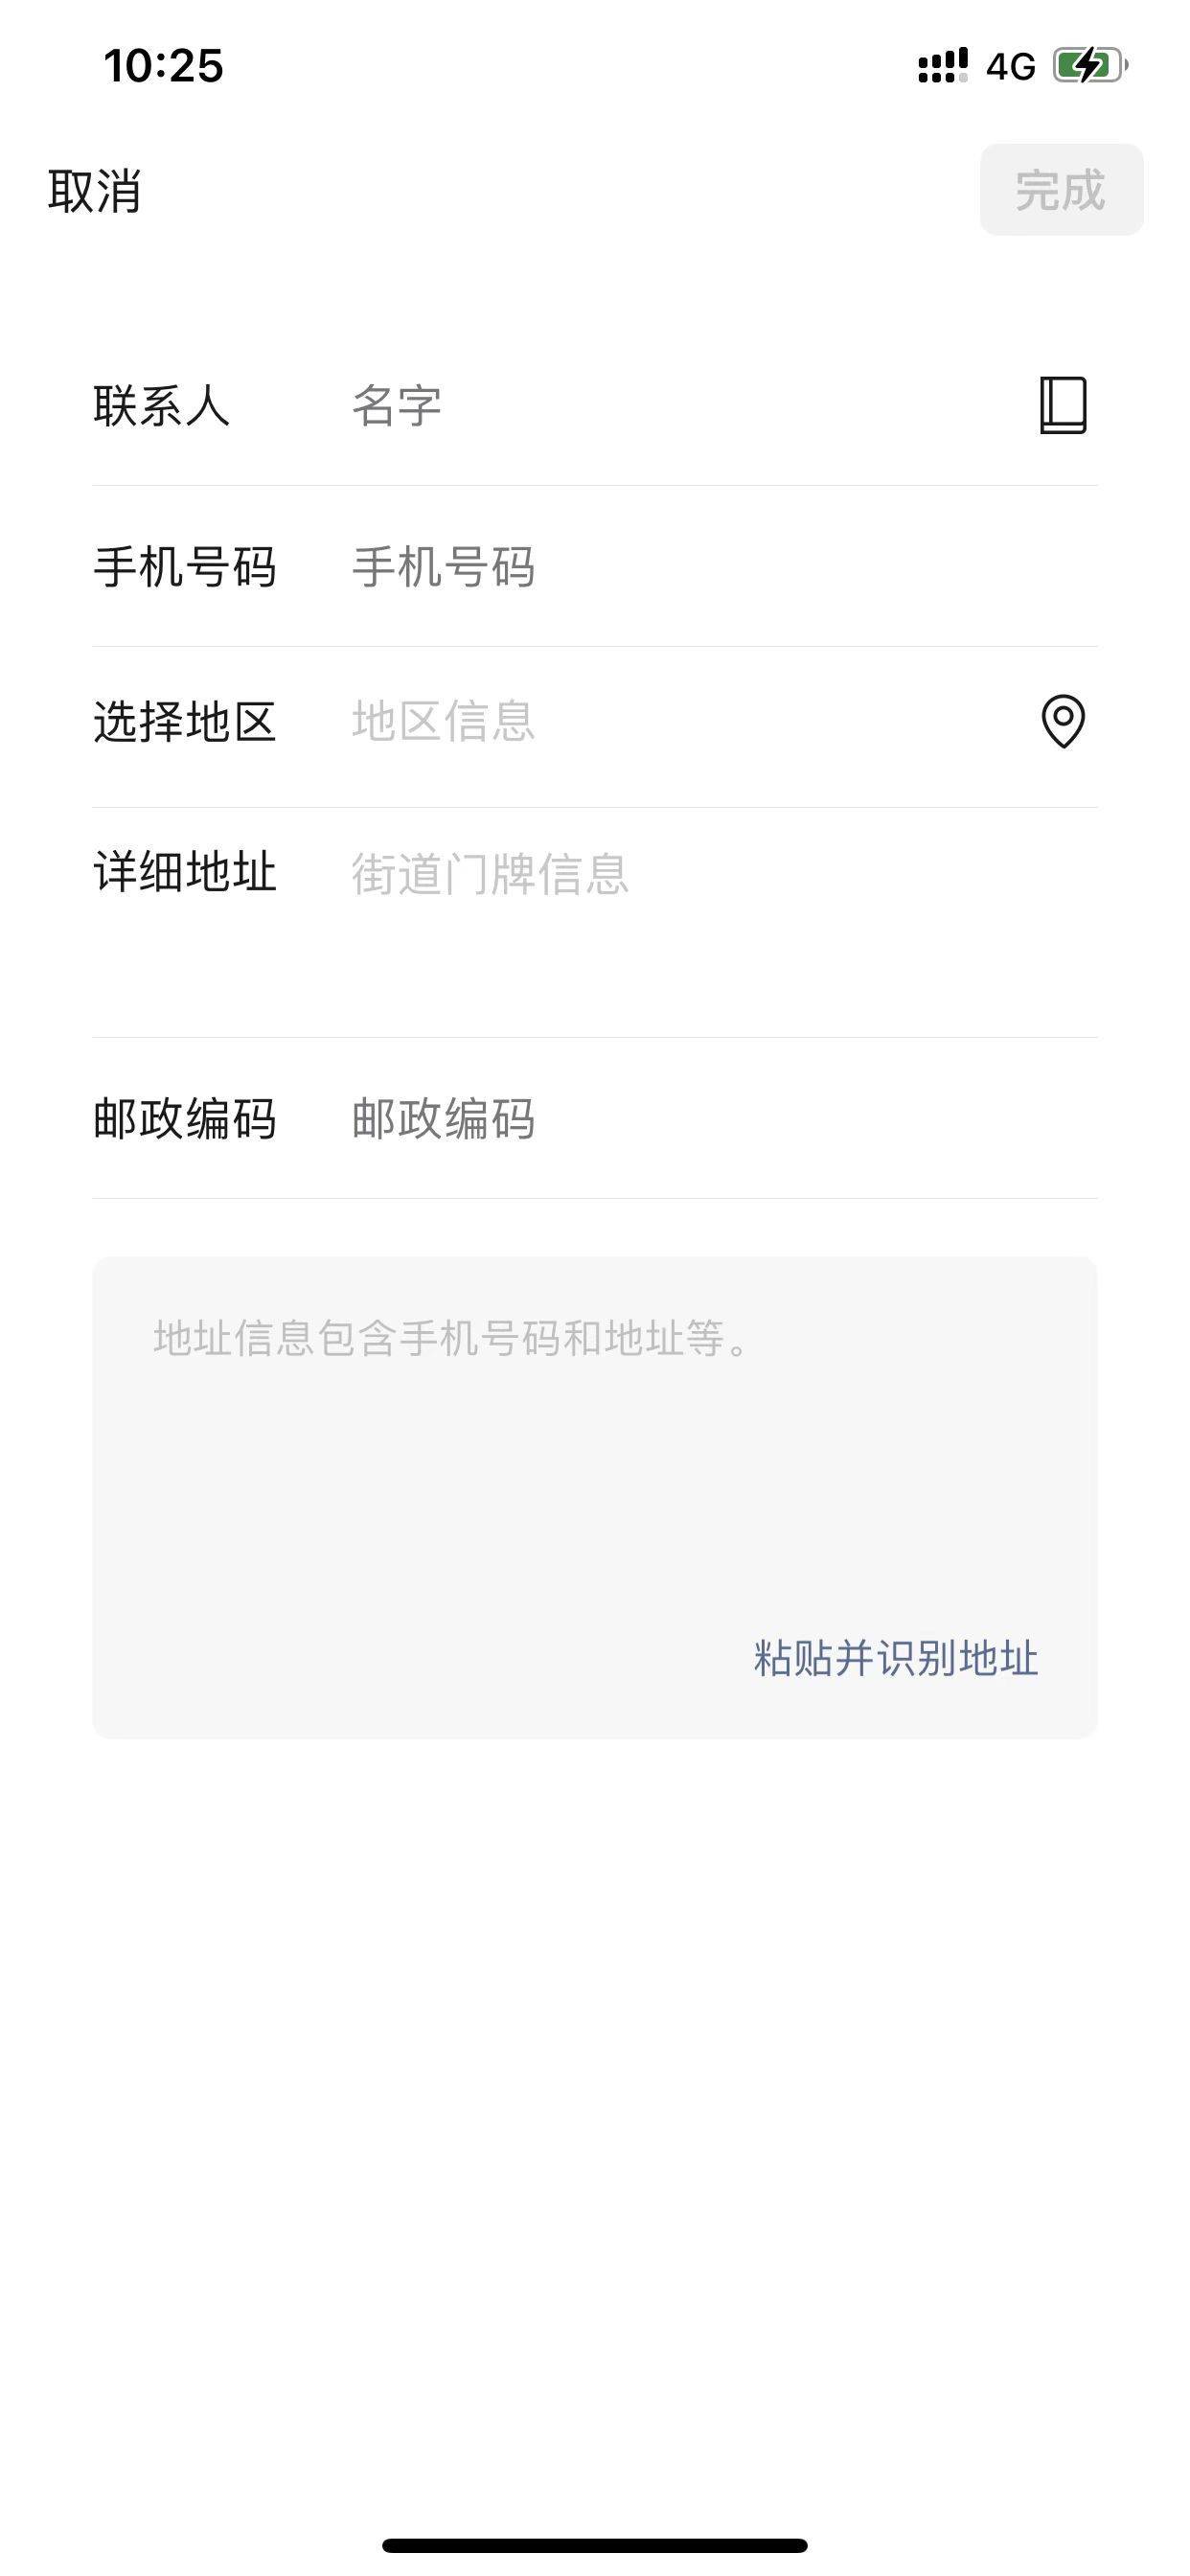 10:25 4G
取消 完成
联系人 名字
手机号码 手机号码
选择地区 地区信息
详细地址 街道门牌信息
邮政编码 邮政编码
地址信息包含手机号码和地址等。
粘贴并识别地址